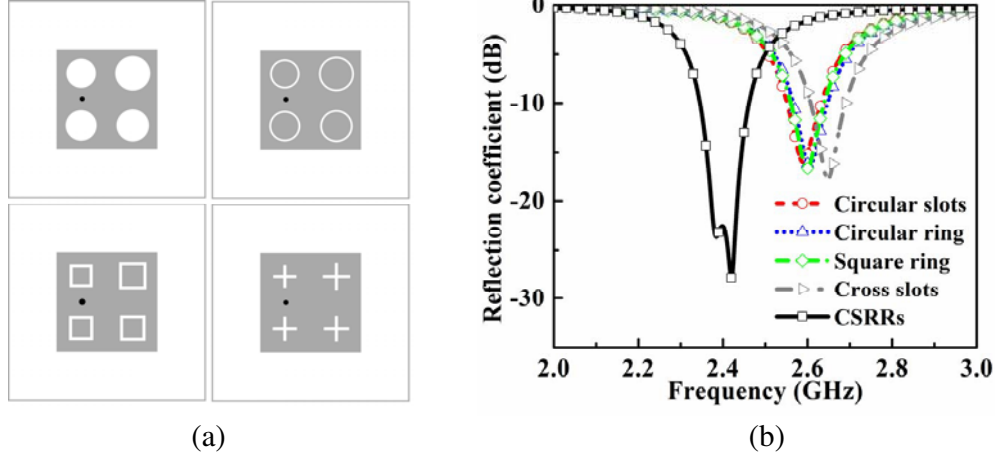 0
-10
-20
-30
Reflection coefficient (dB)
Circular slots
Circular ring
Square ring
Cross slots
CSRRs
2.0 2.2 2.4 2.6 2.8 3.0
Frequency (GHz)
(a) (b)